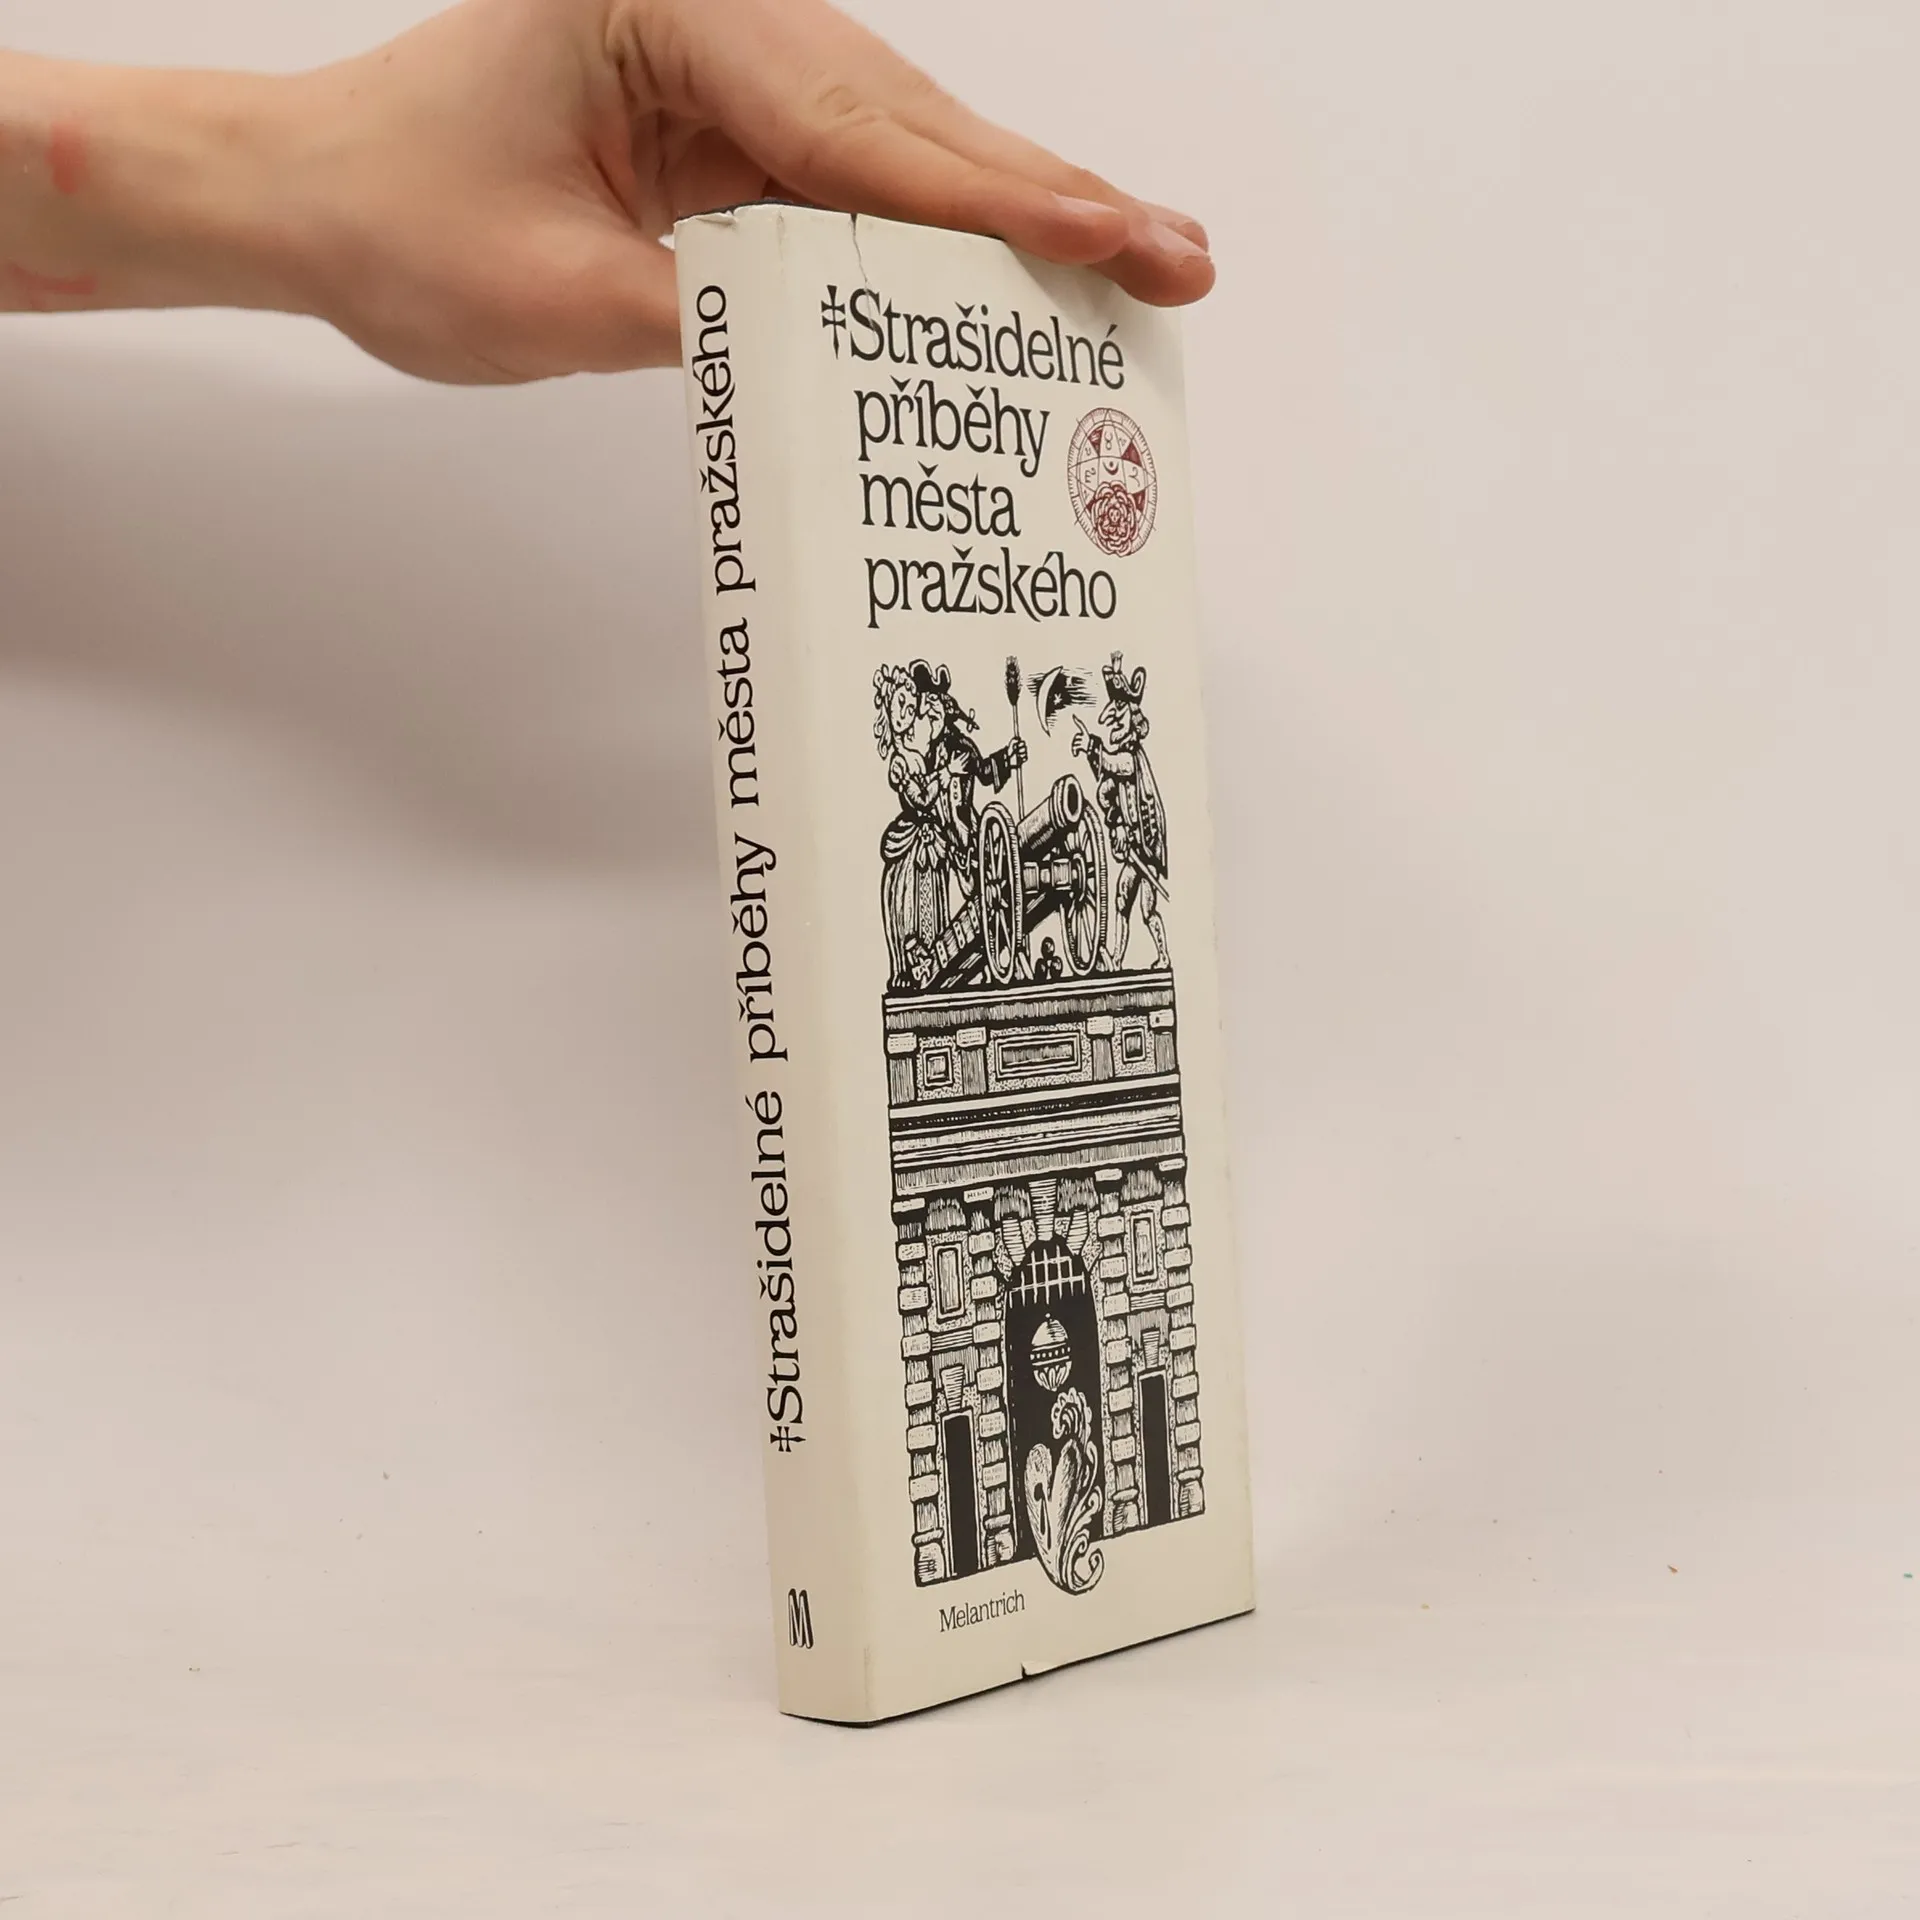 ‡Strašidelné příběhy města pražského
M
‡Strašidelné
příběhy
města
pražského
Melantrich